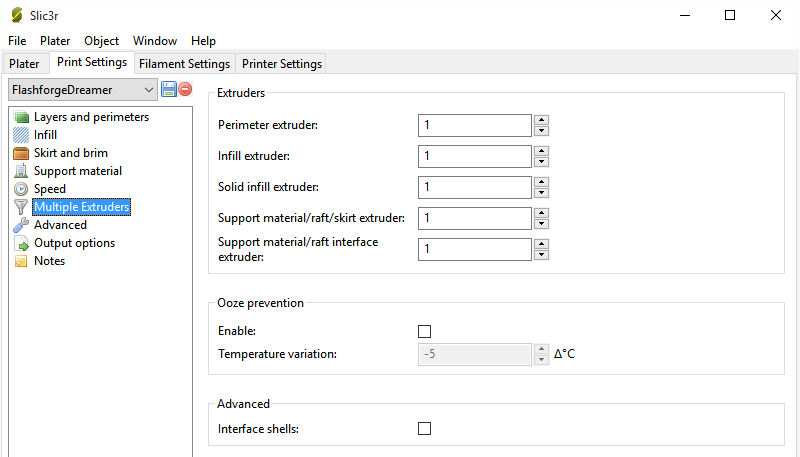 Slic3r
File Plater Object Window Help
Plater Print Settings Filament Settings Printer Settings
FlashforgeDreamer
Layers and perimeters
Infill
Skirt and brim
Support material
Speed
Multiple Extruders
Advanced
Output options
Notes
Extruders
Perimeter extruder: 1
Infill extruder: 1
Solid infill extruder: 1
Support material/raft/skirt extruder: 1
Support material/raft interface
extruder: 1
Ooze prevention
Enable:
Temperature variation: -5 Δ°C
Advanced
Interface shells: